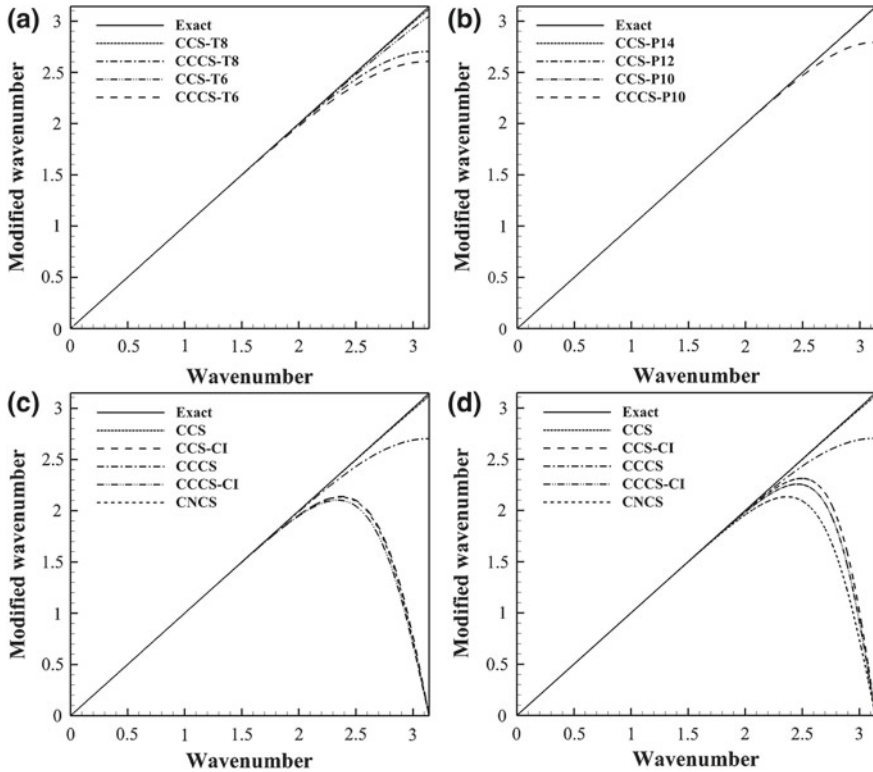 (a)
Modified wavenumber
3
2.5
2
1.5
1
0.5
0
Exact
CCS-T8
CCCS-T8
CCS-T6
CCCS-T6
0 0.5 1 1.5 2 2.5 3
Wavenumber
(b)
Modified wavenumber
3
2.5
2
1.5
1
0.5
0
Exact
CCS-P14
CCS-P12
CCS-P10
CCCS-P10
0 0.5 1 1.5 2 2.5 3
Wavenumber
(c)
Modified wavenumber
3
2.5
2
1.5
1
0.5
0
Exact
CCS
CCS-CI
CCCS
CCCS-CI
CNCS
0 0.5 1 1.5 2 2.5 3
Wavenumber
(d)
Modified wavenumber
3
2.5
2
1.5
1
0.5
0
Exact
CCS
CCS-CI
CCCS
CCCS-CI
CNCS
0 0.5 1 1.5 2 2.5 3
Wavenumber